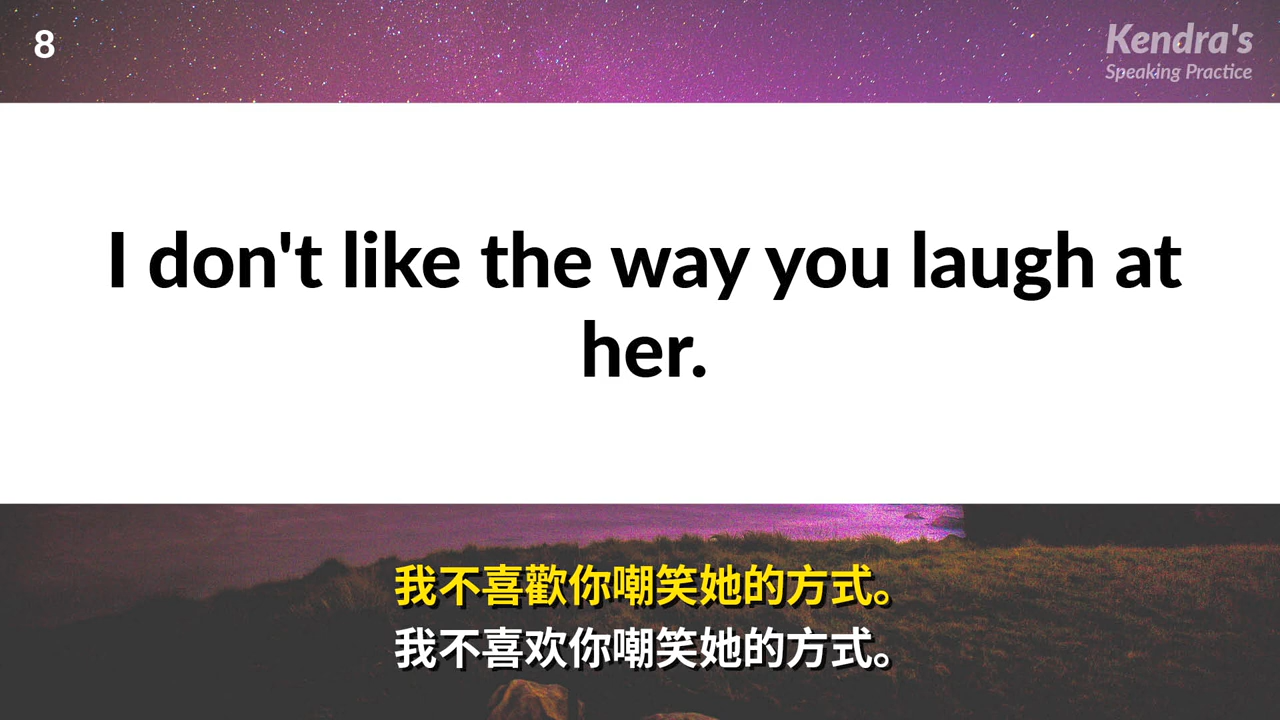 8
Kendra's
Speaking Practice
I don't like the way you laugh at
her.
我不喜歡你嘲笑她的方式。
我不喜欢你嘲笑她的方式。